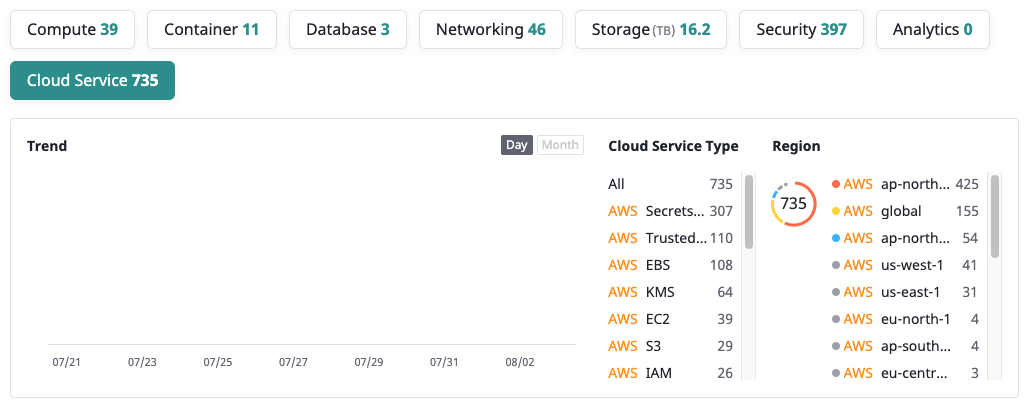 Compute 39 Container 11 Database 3 Networking 46 Storage (TB) 16.2 Security 397 Analytics 0
Cloud Service 735
Trend Day Month
07/21 07/23 07/25 07/27 07/29 07/31 08/02
Cloud Service Type
All 735
AWS Secrets... 307
AWS Trusted... 110
AWS EBS 108
AWS KMS 64
AWS EC2 39
AWS S3 29
AWS IAM 26
Region
735
AWS ap-north... 425
AWS global 155
AWS ap-north... 54
AWS us-west-1 41
AWS us-east-1 31
AWS eu-north-1 4
AWS ap-south... 4
AWS eu-centr... 3